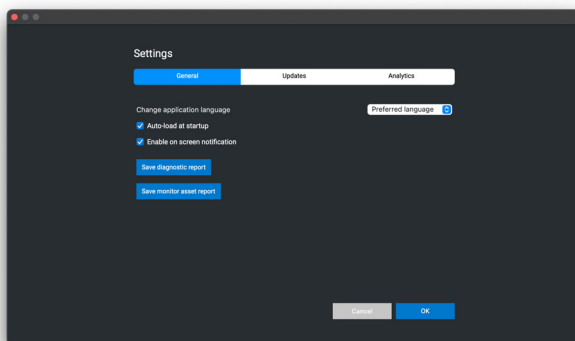 Settings
General Updates Analytics
Change application language Preferred language
Auto-load at startup
Enable on screen notification
Save diagnostic report
Save monitor asset report
Cancel OK